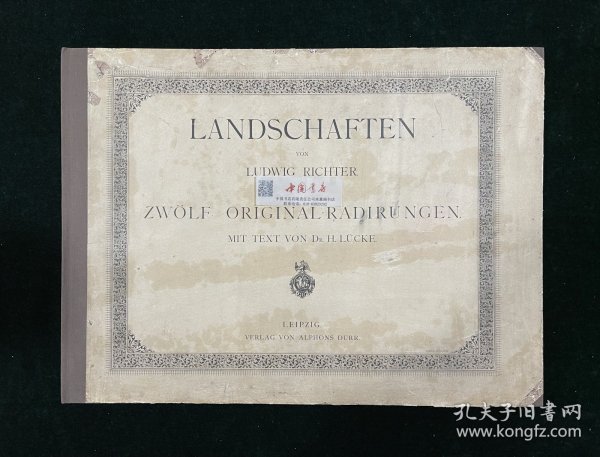 LANDSCHAFTEN
VON
LUDWIG RICHTER
中国书店
ZWÖLF ORIGINAL-RADIRUNGEN.
MIT TEXT VON DR. H. LÜCKE.
LEIPZIG.
VERLAG VON ALPHONS DÜRR.
孔夫子旧书网
www.kongfz.com